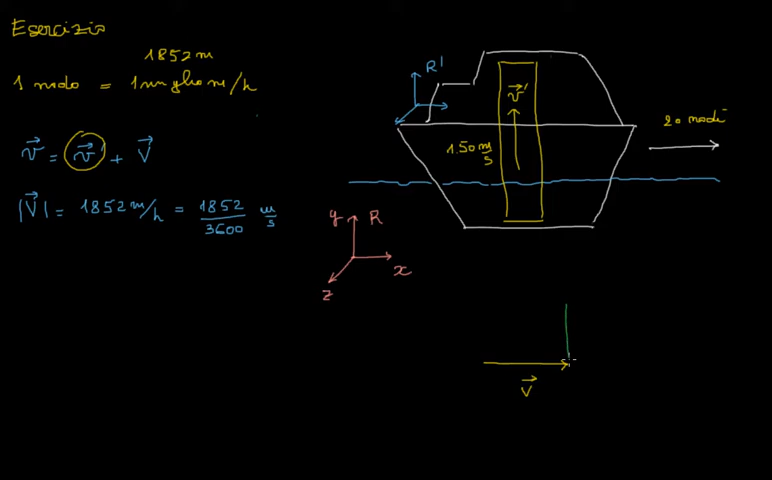 Esercizio
1852 m
1 nodo = 1 miglio m/h
v⃗ = v⃗' + V⃗
|V⃗| = 1852 m/h = 1852/3600 m/s
R'
v⃗'
1.50 m/s
20 nodi
y R
x
z
V⃗